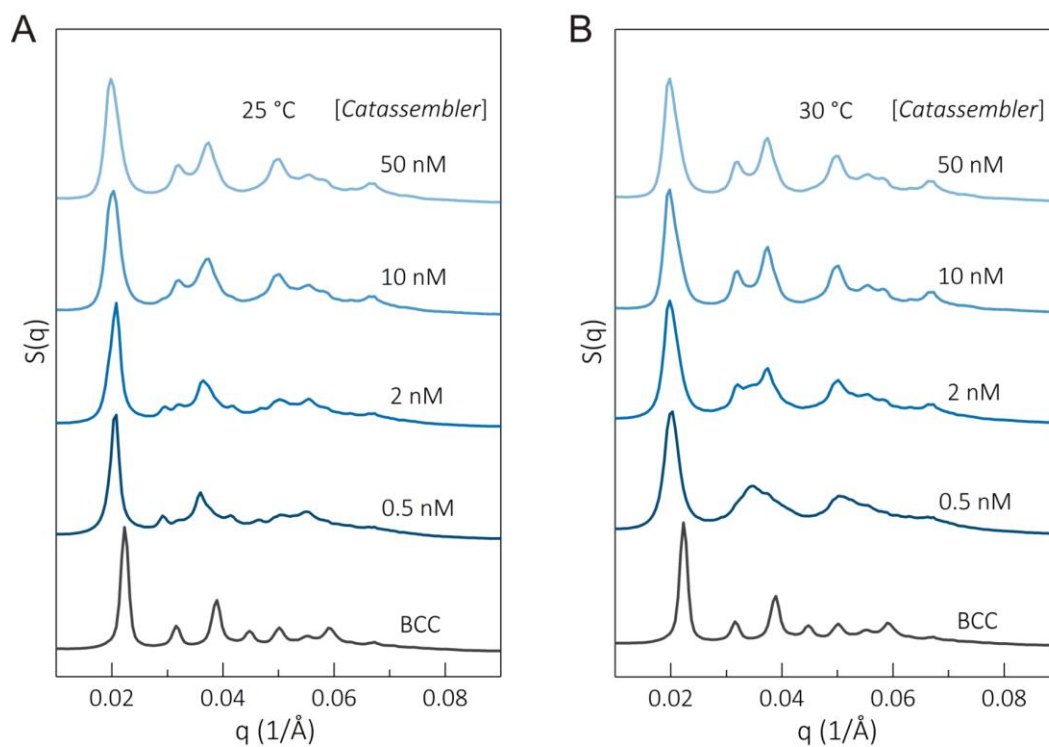 A
25 °C [Catassembler]
50 nM
10 nM
2 nM
0.5 nM
BCC
S(q)
0.02 0.04 0.06 0.08
q (1/Å)
B
30 °C [Catassembler]
50 nM
10 nM
2 nM
0.5 nM
BCC
S(q)
0.02 0.04 0.06 0.08
q (1/Å)